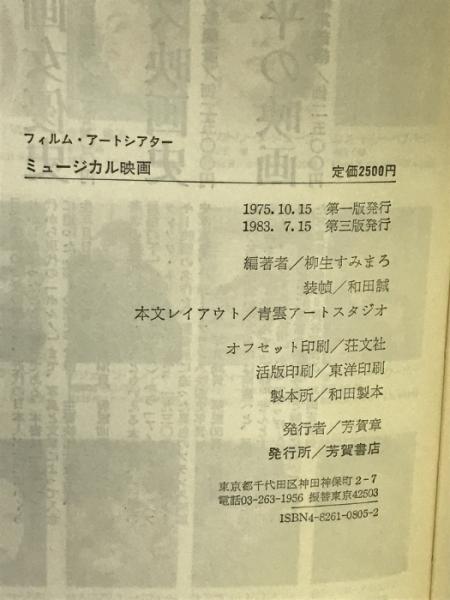 フィルム・アートシアター
ミュージカル映画 定価2500円
1975.10.15 第一版発行
1983. 7.15 第三版発行
編著者/柳生すみまろ
装幀/和田誠
本文レイアウト/青雲アートスタジオ
オフセット印刷/荘文社
活版印刷/東洋印刷
製本所/和田製本
発行者/芳賀章
発行所/芳賀書店
東京都千代田区神田神保町2-7
電話03-263-1956 振替東京42503
ISBN4-8261-0805-2